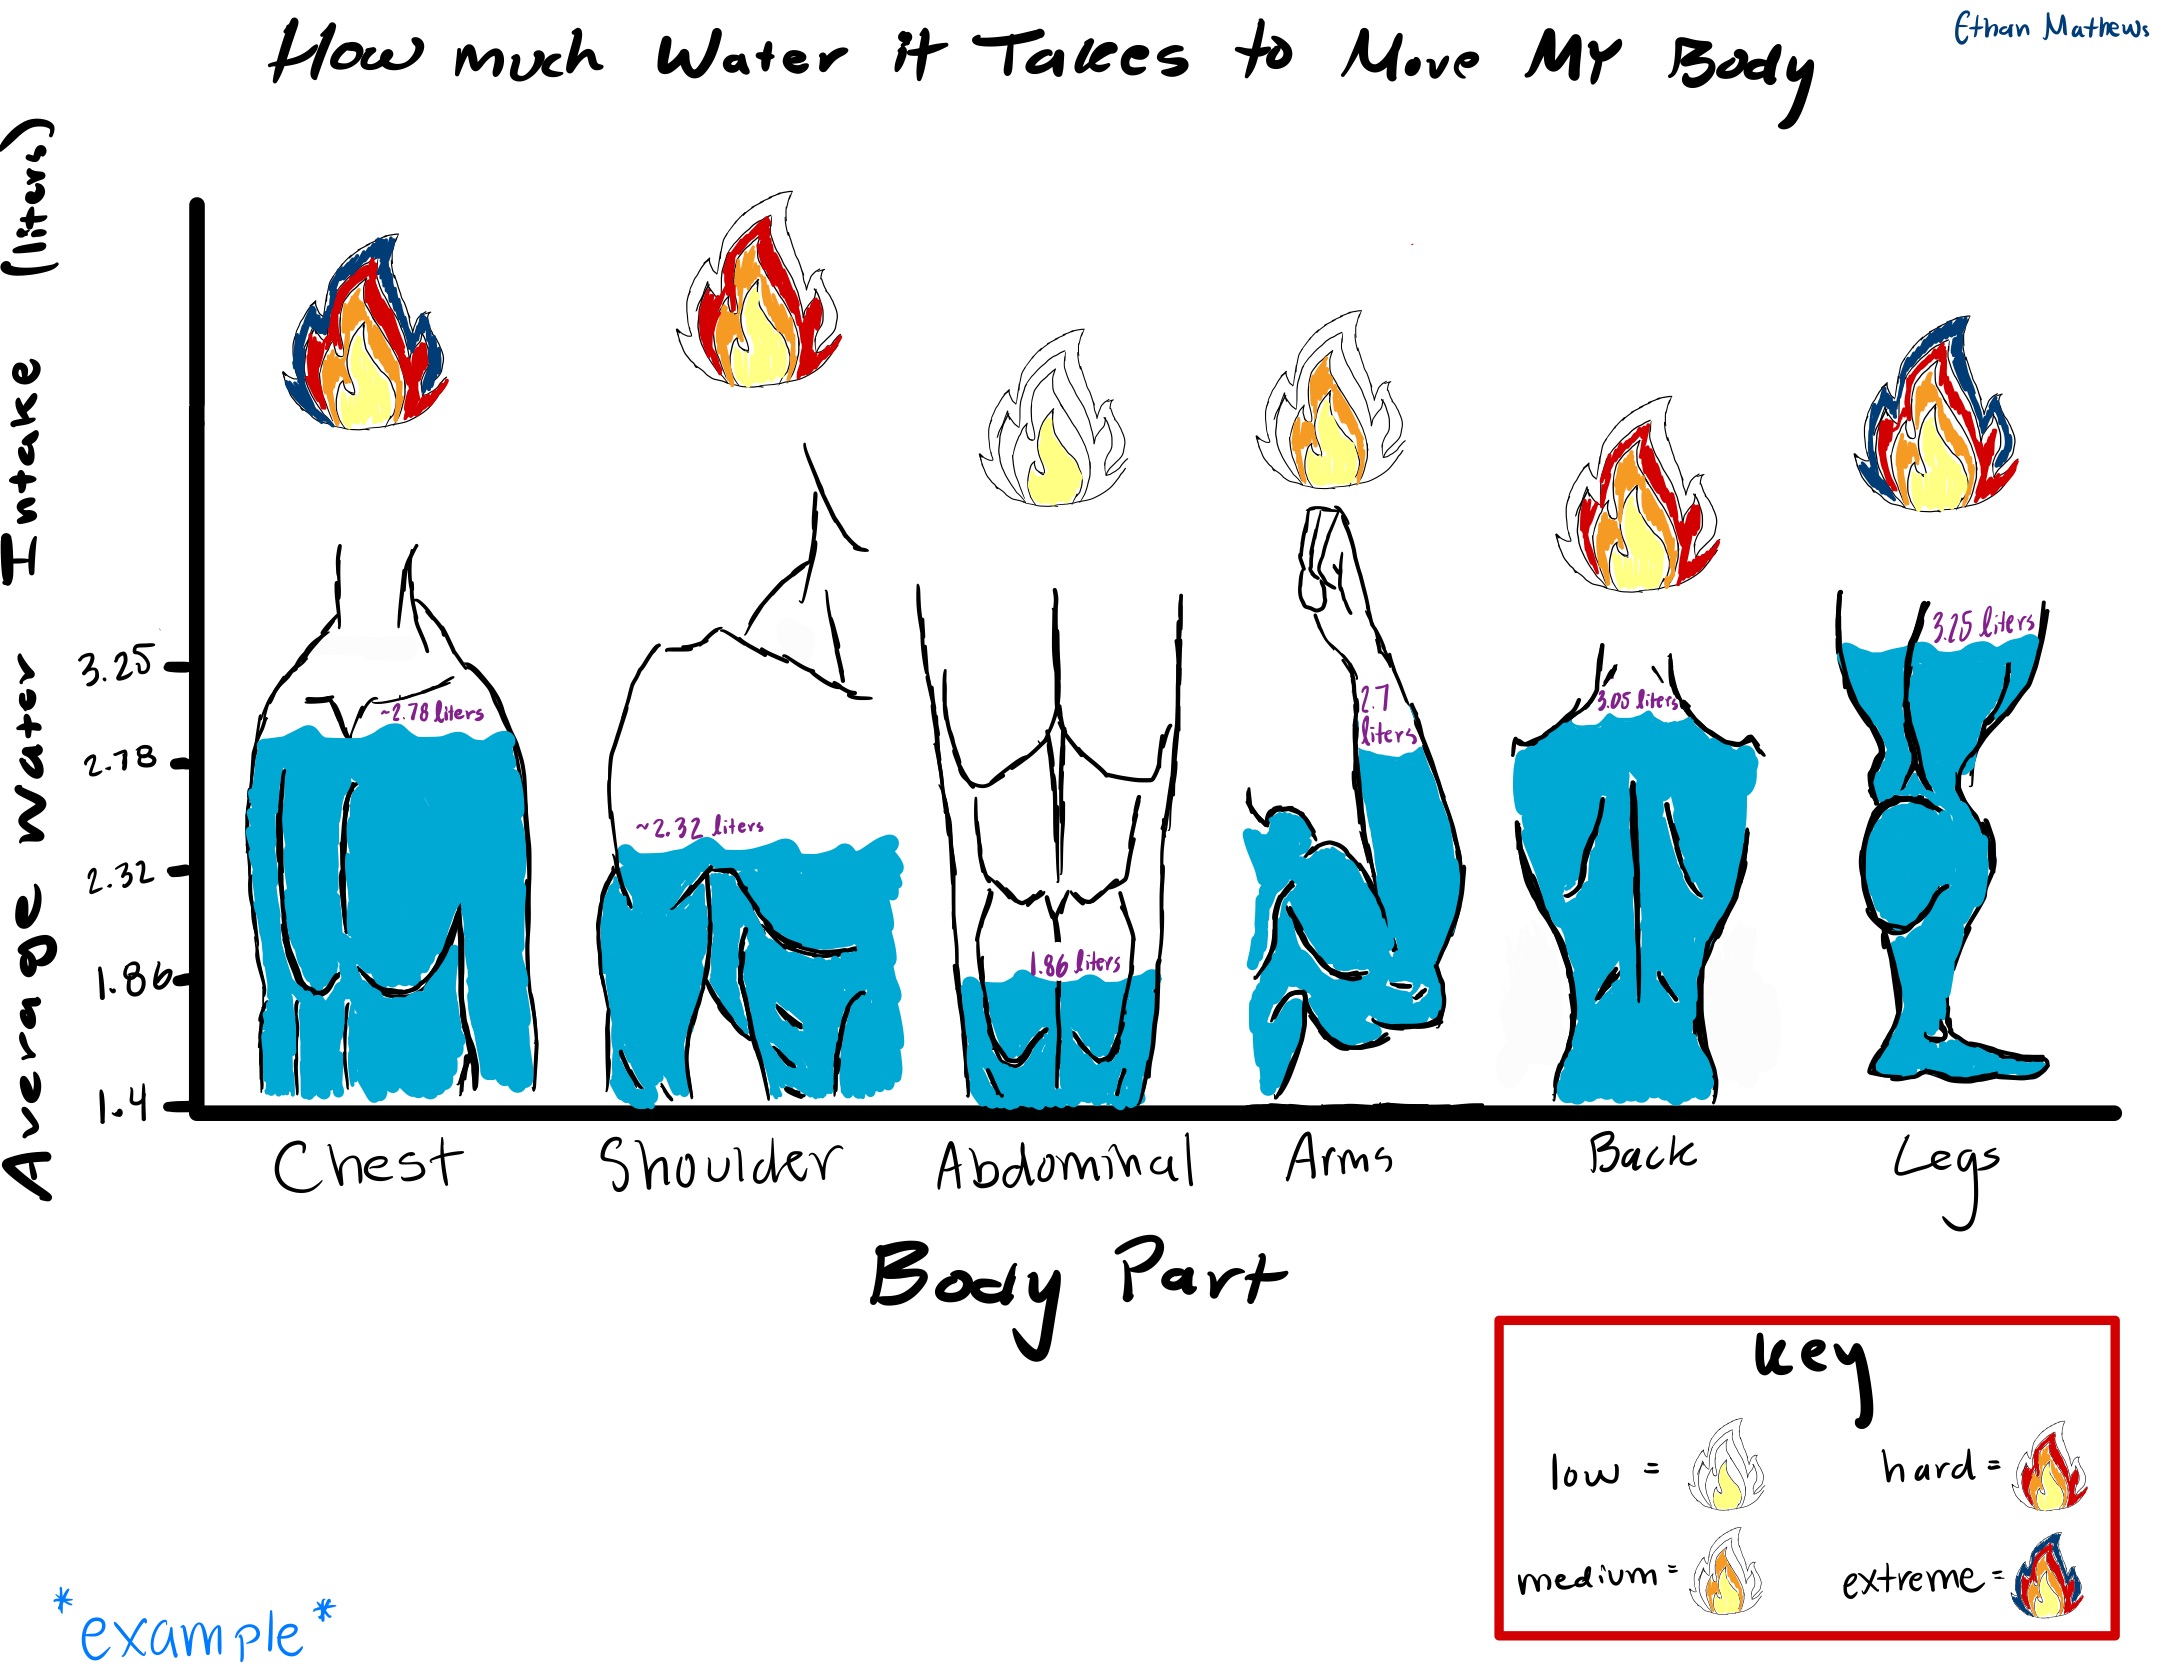 How much Water it Takes to Move My Body
Ethan Mathews
Average water Intake (liters)
3.25
2.78
2.32
1.86
1.4
~2.78 liters
~2.32 liters
1.86 liters
2.7
liters
3.05 liters
3.25 liters
Chest
Shoulder
Abdominal
Arms
Back
Legs
Body Part
key
low =
hard =
medium =
extreme =
*example*